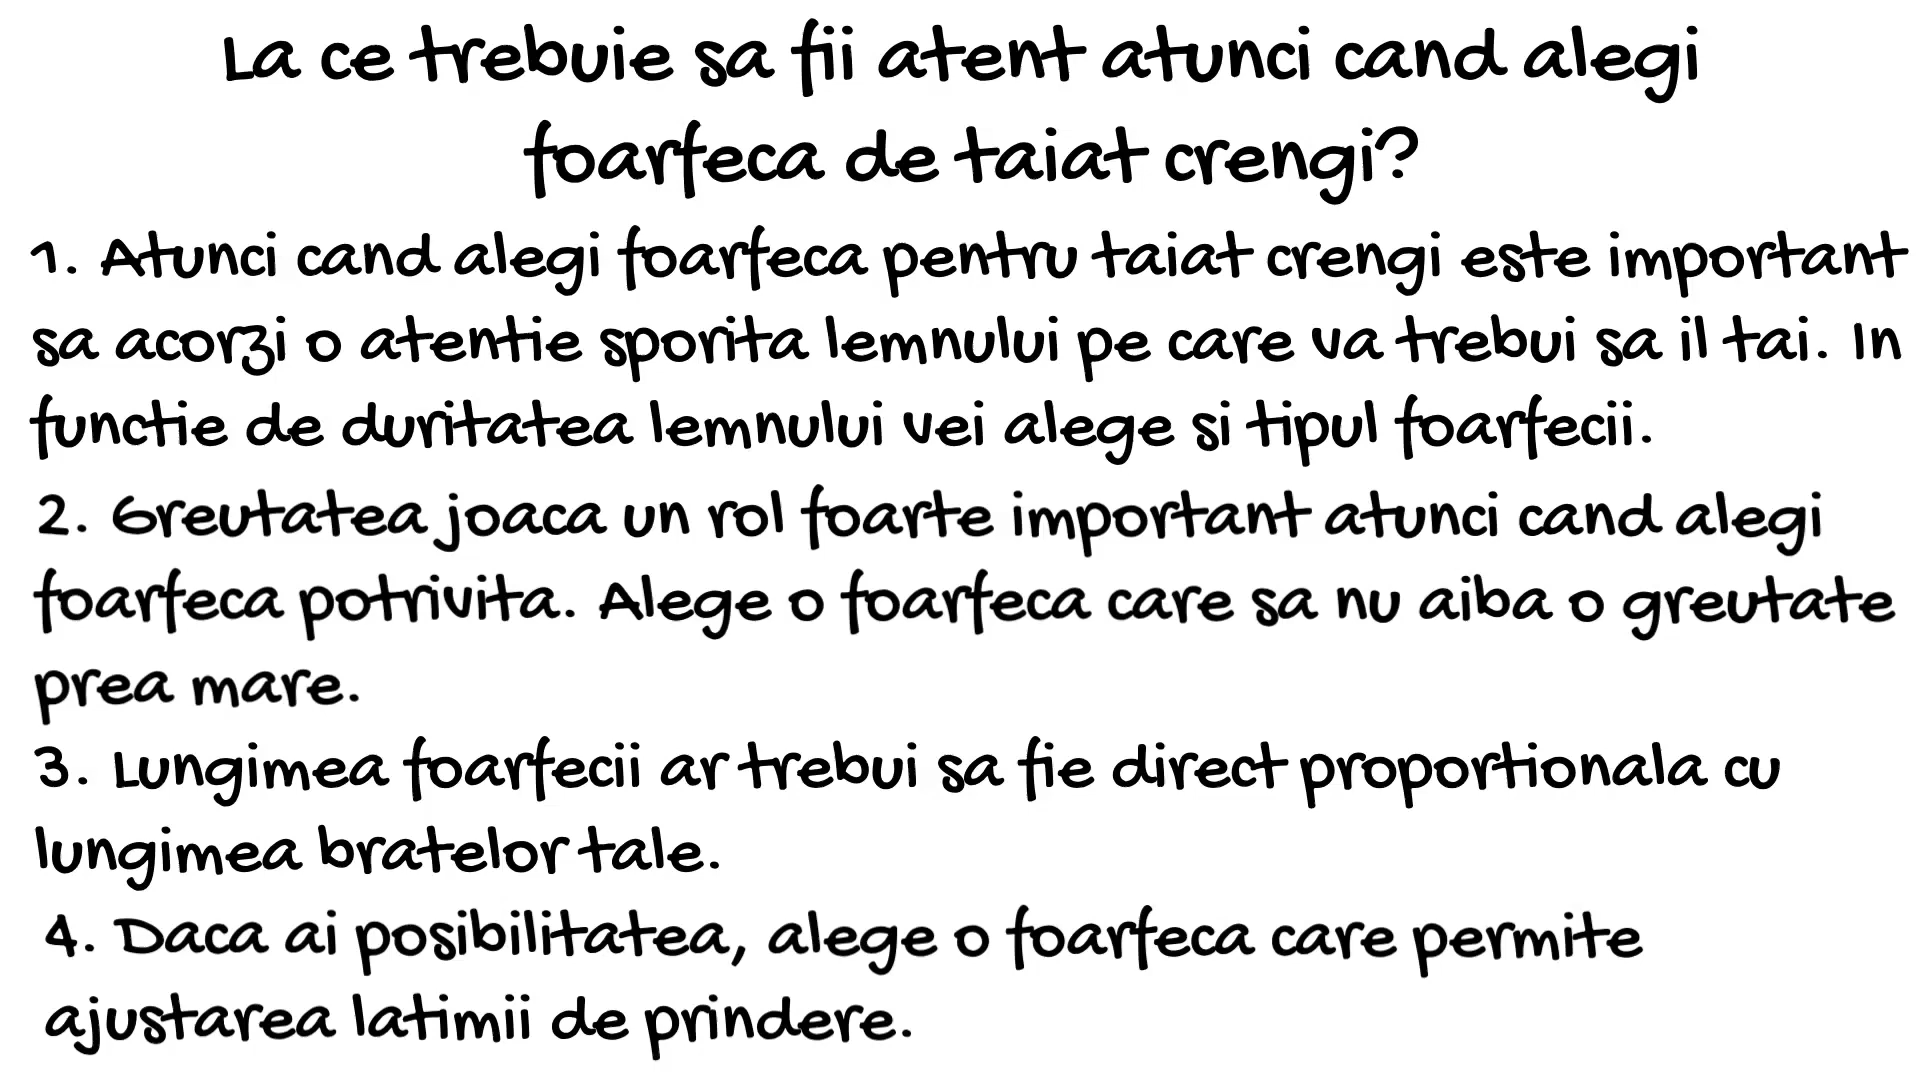 La ce trebuie sa fii atent atunci cand alegi
foarfeca de taiat crengi?
1. Atunci cand alegi foarfeca pentru taiat crengi este important
sa acorzi o atentie sporita lemnului pe care va trebui sa il tai. In
functie de duritatea lemnului vei alege si tipul foarfecii.
2. Greutatea joaca un rol foarte important atunci cand alegi
foarfeca potrivita. Alege o foarfeca care sa nu aiba o greutate
prea mare.
3. Lungimea foarfecii ar trebui sa fie direct proportionala cu
lungimea bratelor tale.
4. Daca ai posibilitatea, alege o foarfeca care permite
ajustarea latimii de prindere.